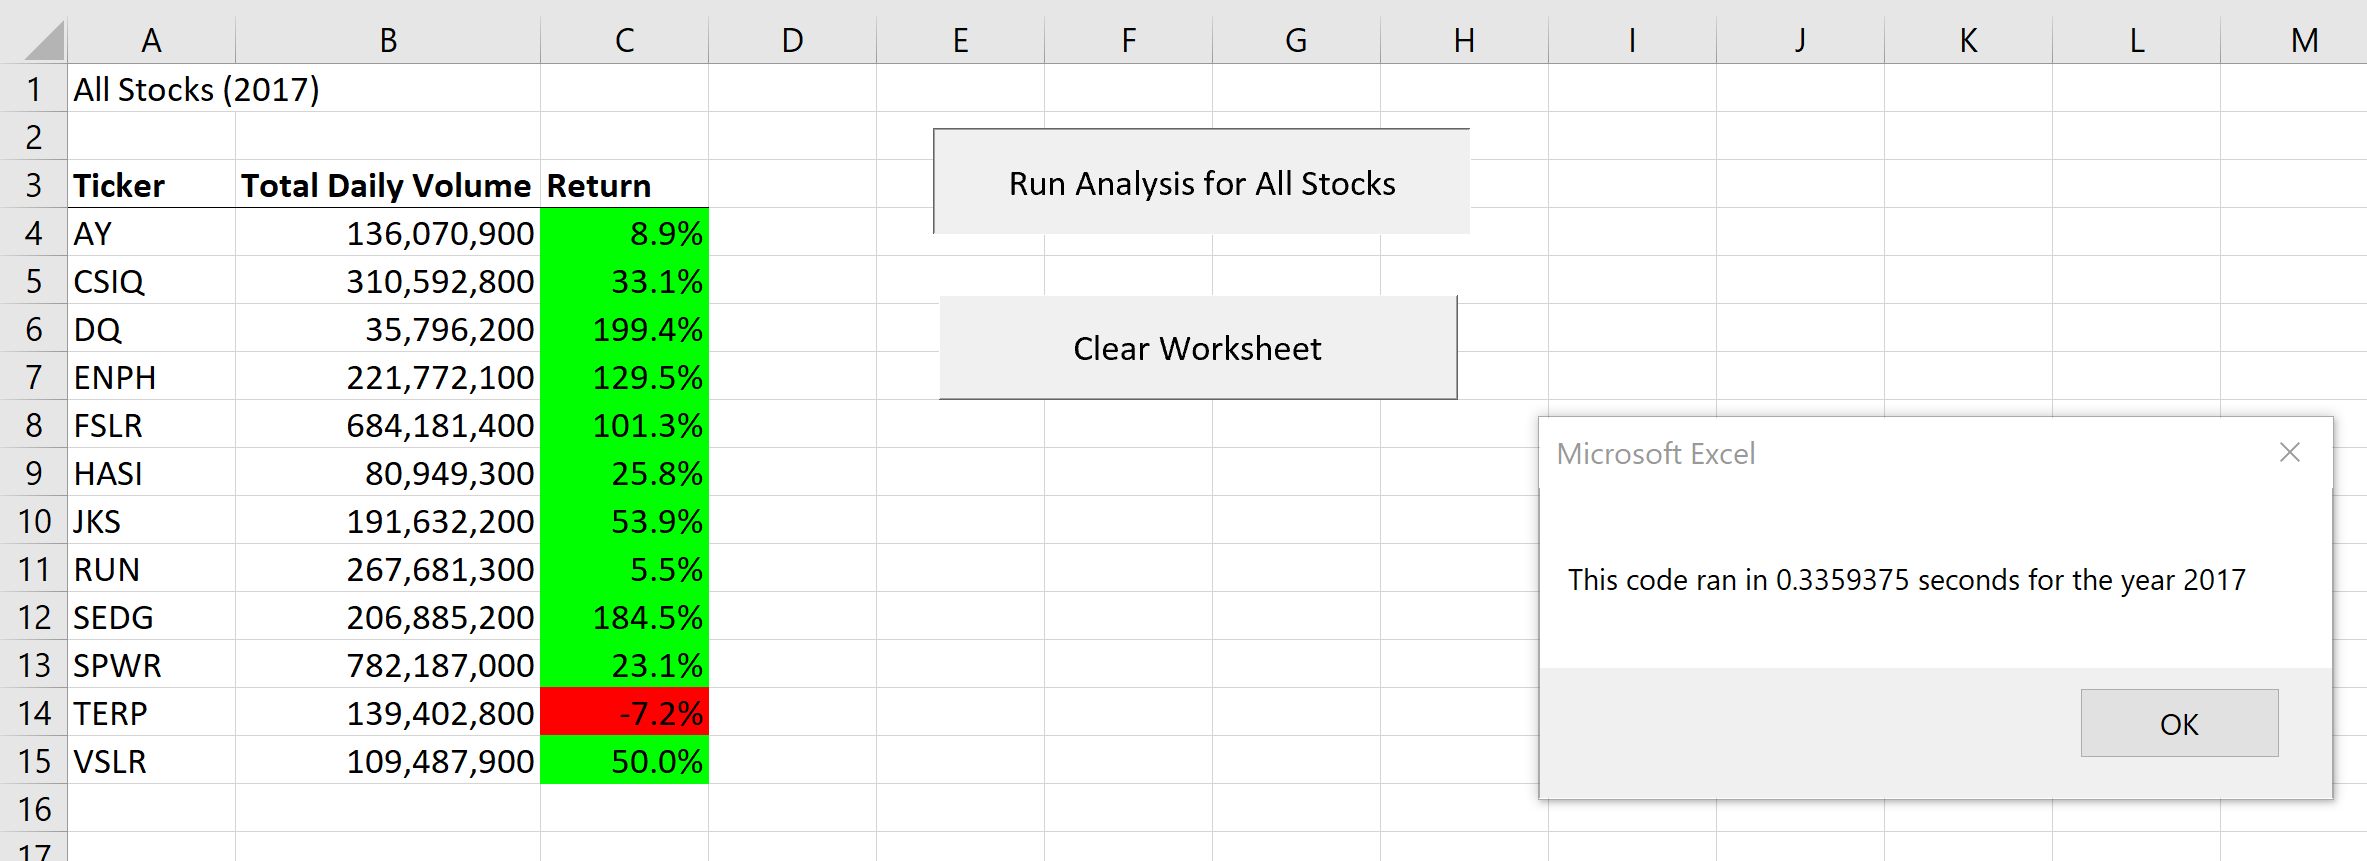 A B C D E F G H I J K L M
1 All Stocks (2017)
2
3 Ticker Total Daily Volume Return
4 AY 136,070,900 8.9%
5 CSIQ 310,592,800 33.1%
6 DQ 35,796,200 199.4%
7 ENPH 221,772,100 129.5%
8 FSLR 684,181,400 101.3%
9 HASI 80,949,300 25.8%
10 JKS 191,632,200 53.9%
11 RUN 267,681,300 5.5%
12 SEDG 206,885,200 184.5%
13 SPWR 782,187,000 23.1%
14 TERP 139,402,800 -7.2%
15 VSLR 109,487,900 50.0%
16
17
Run Analysis for All Stocks
Clear Worksheet
Microsoft Excel
This code ran in 0.3359375 seconds for the year 2017
OK